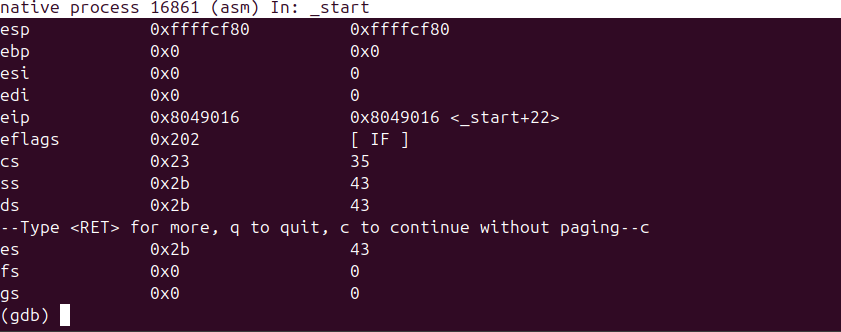 native process 16861 (asm) In: _start
esp 0xffffcf80 0xffffcf80
ebp 0x0 0x0
esi 0x0 0
edi 0x0 0
eip 0x8049016 0x8049016 <_start+22>
eflags 0x202 [ IF ]
cs 0x23 35
ss 0x2b 43
ds 0x2b 43
--Type <RET> for more, q to quit, c to continue without paging--c
es 0x2b 43
fs 0x0 0
gs 0x0 0
(gdb)